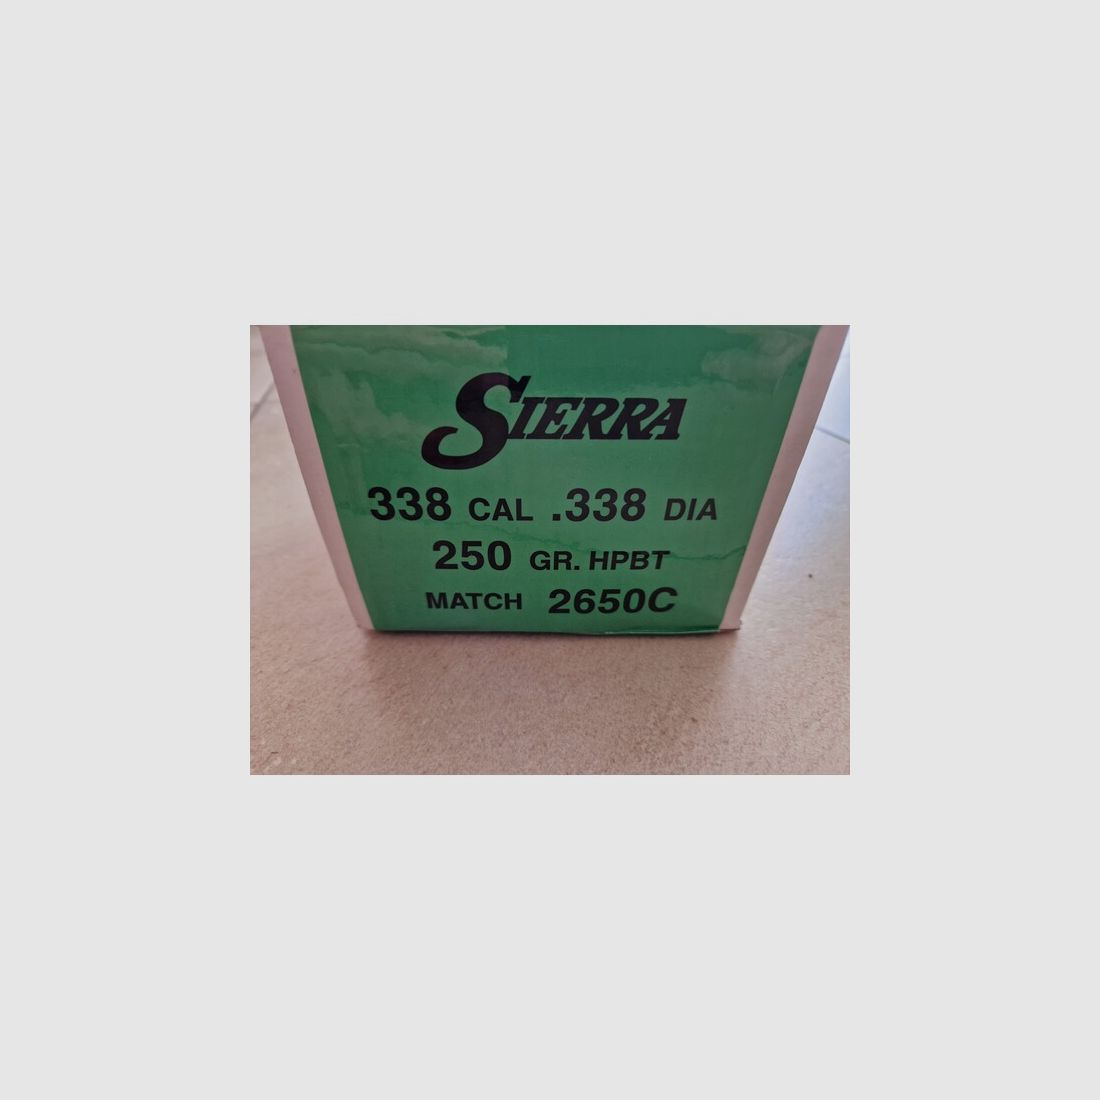 SIERRA
338 CAL .338 DIA
250 GR. HPBT
MATCH 2650C